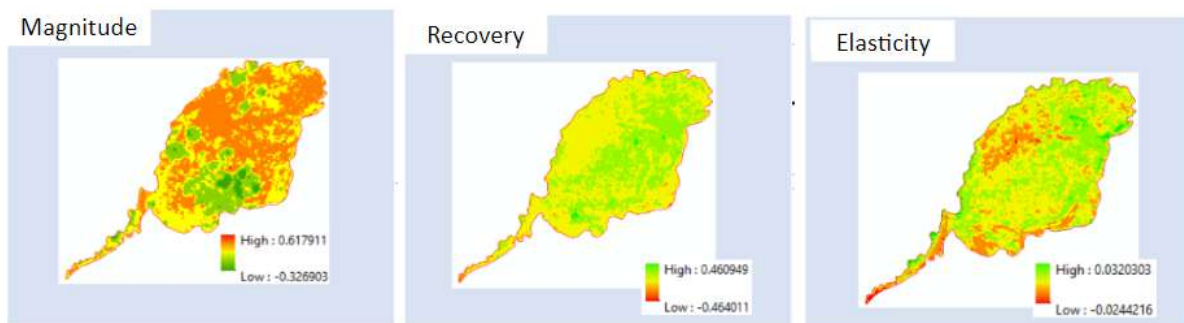 Magnitude
High : 0.617911
Low : -0.326903
Recovery
High : 0.460949
Low : -0.464011
Elasticity
High : 0.0320303
Low : -0.0244216